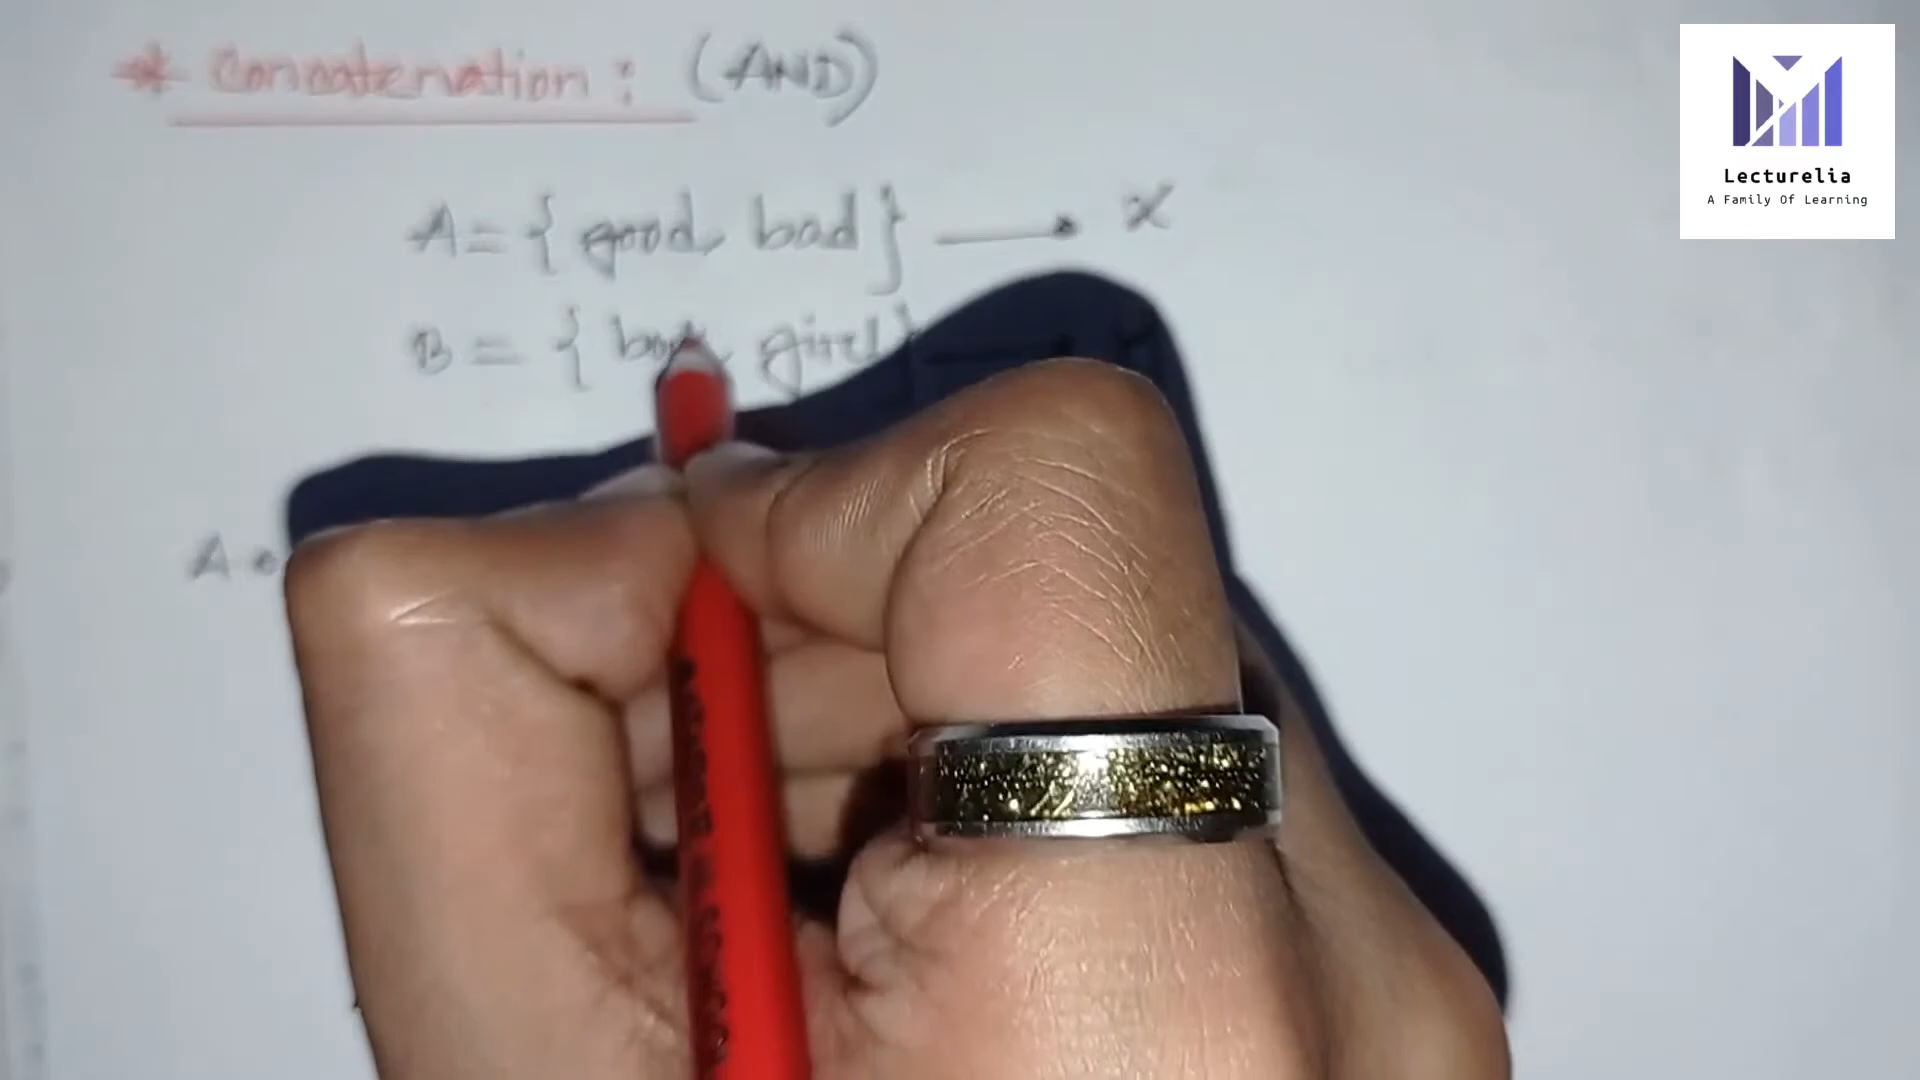 * Concatenation: (AND)
A = { good, bad } → X
B = { boy, girl }
A
Lecturelia
A Family Of Learning